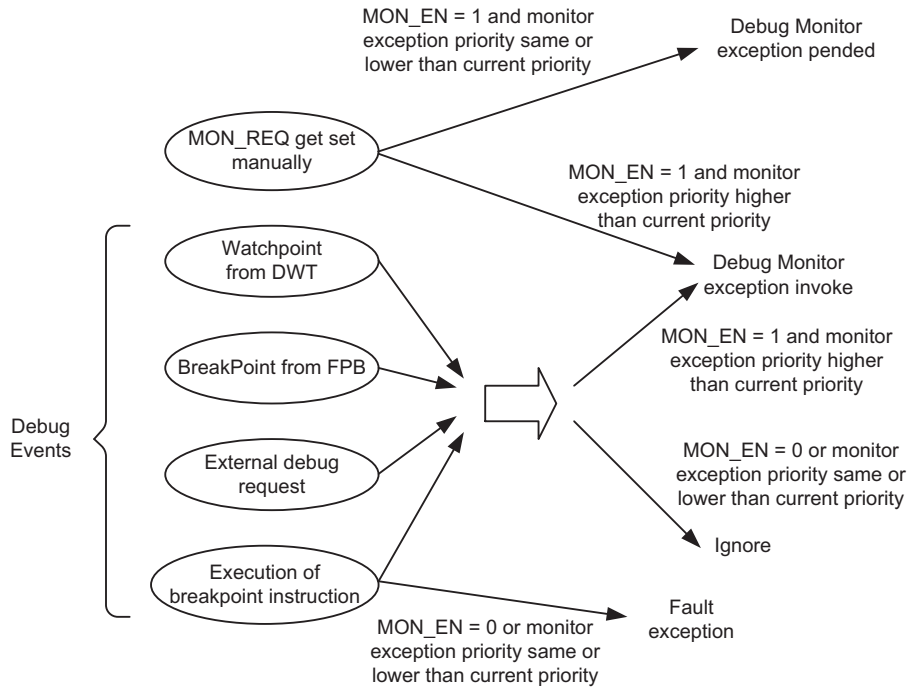 MON_EN = 1 and monitor
exception priority same or
lower than current priority
Debug Monitor
exception pended
MON_REQ get set
manually
MON_EN = 1 and monitor
exception priority higher
than current priority
Watchpoint
from DWT
Debug Monitor
exception invoke
BreakPoint from FPB
MON_EN = 1 and monitor
exception priority higher
than current priority
Debug
Events
External debug
request
MON_EN = 0 or monitor
exception priority same or
lower than current priority
Ignore
Execution of
breakpoint instruction
Fault
exception
MON_EN = 0 or monitor
exception priority same or
lower than current priority